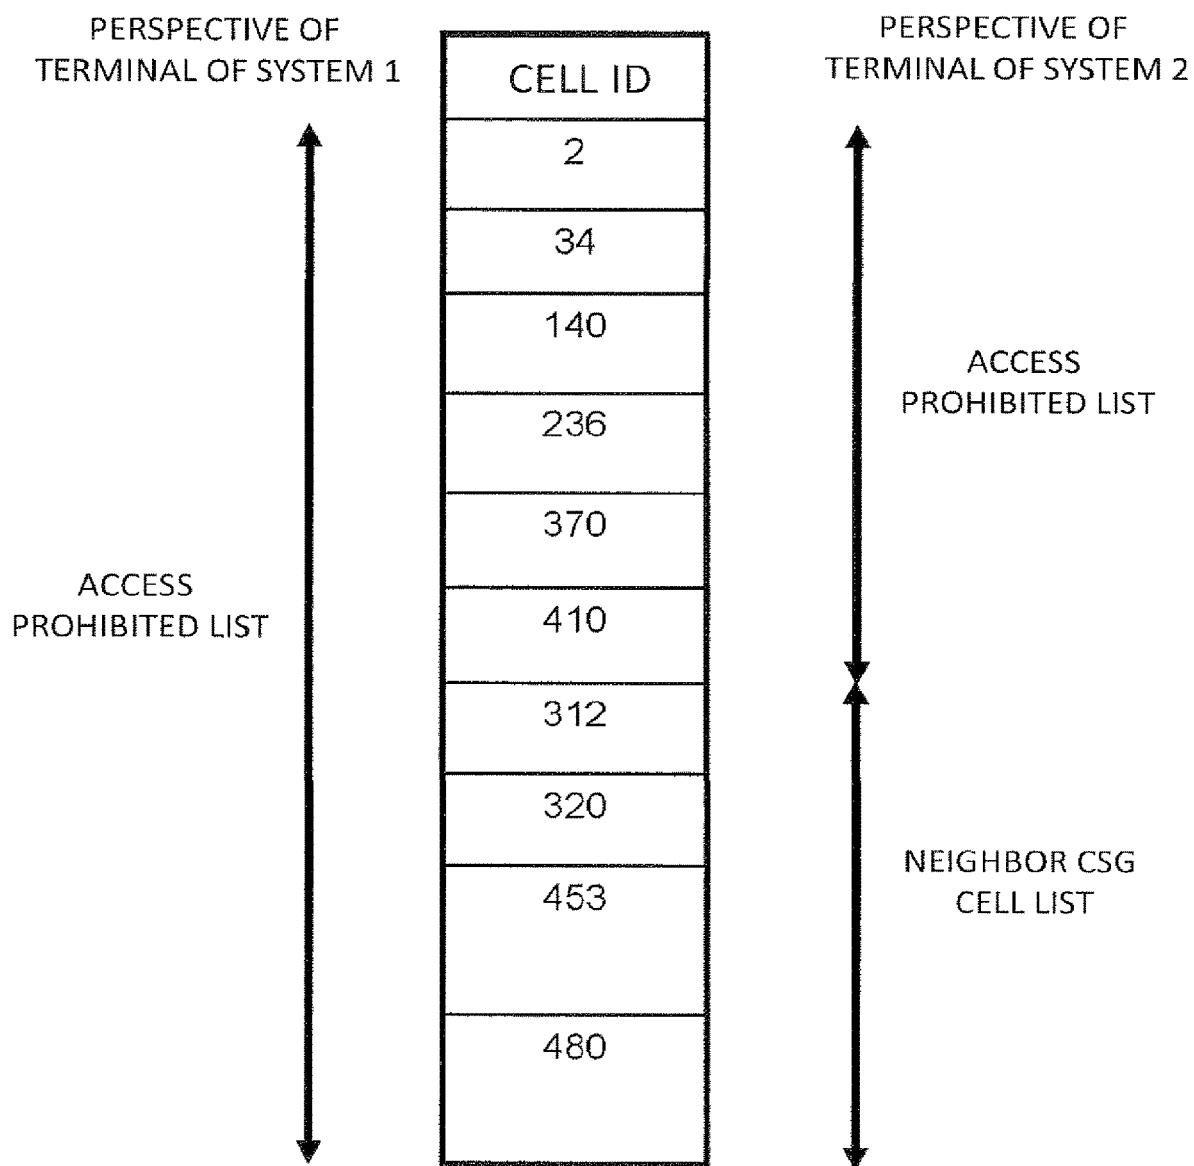 PERSPECTIVE OF
TERMINAL OF SYSTEM 1
PERSPECTIVE OF
TERMINAL OF SYSTEM 2
CELL ID
2
34
140
236
370
410
312
320
453
480
ACCESS
PROHIBITED LIST
ACCESS
PROHIBITED LIST
NEIGHBOR CSG
CELL LIST